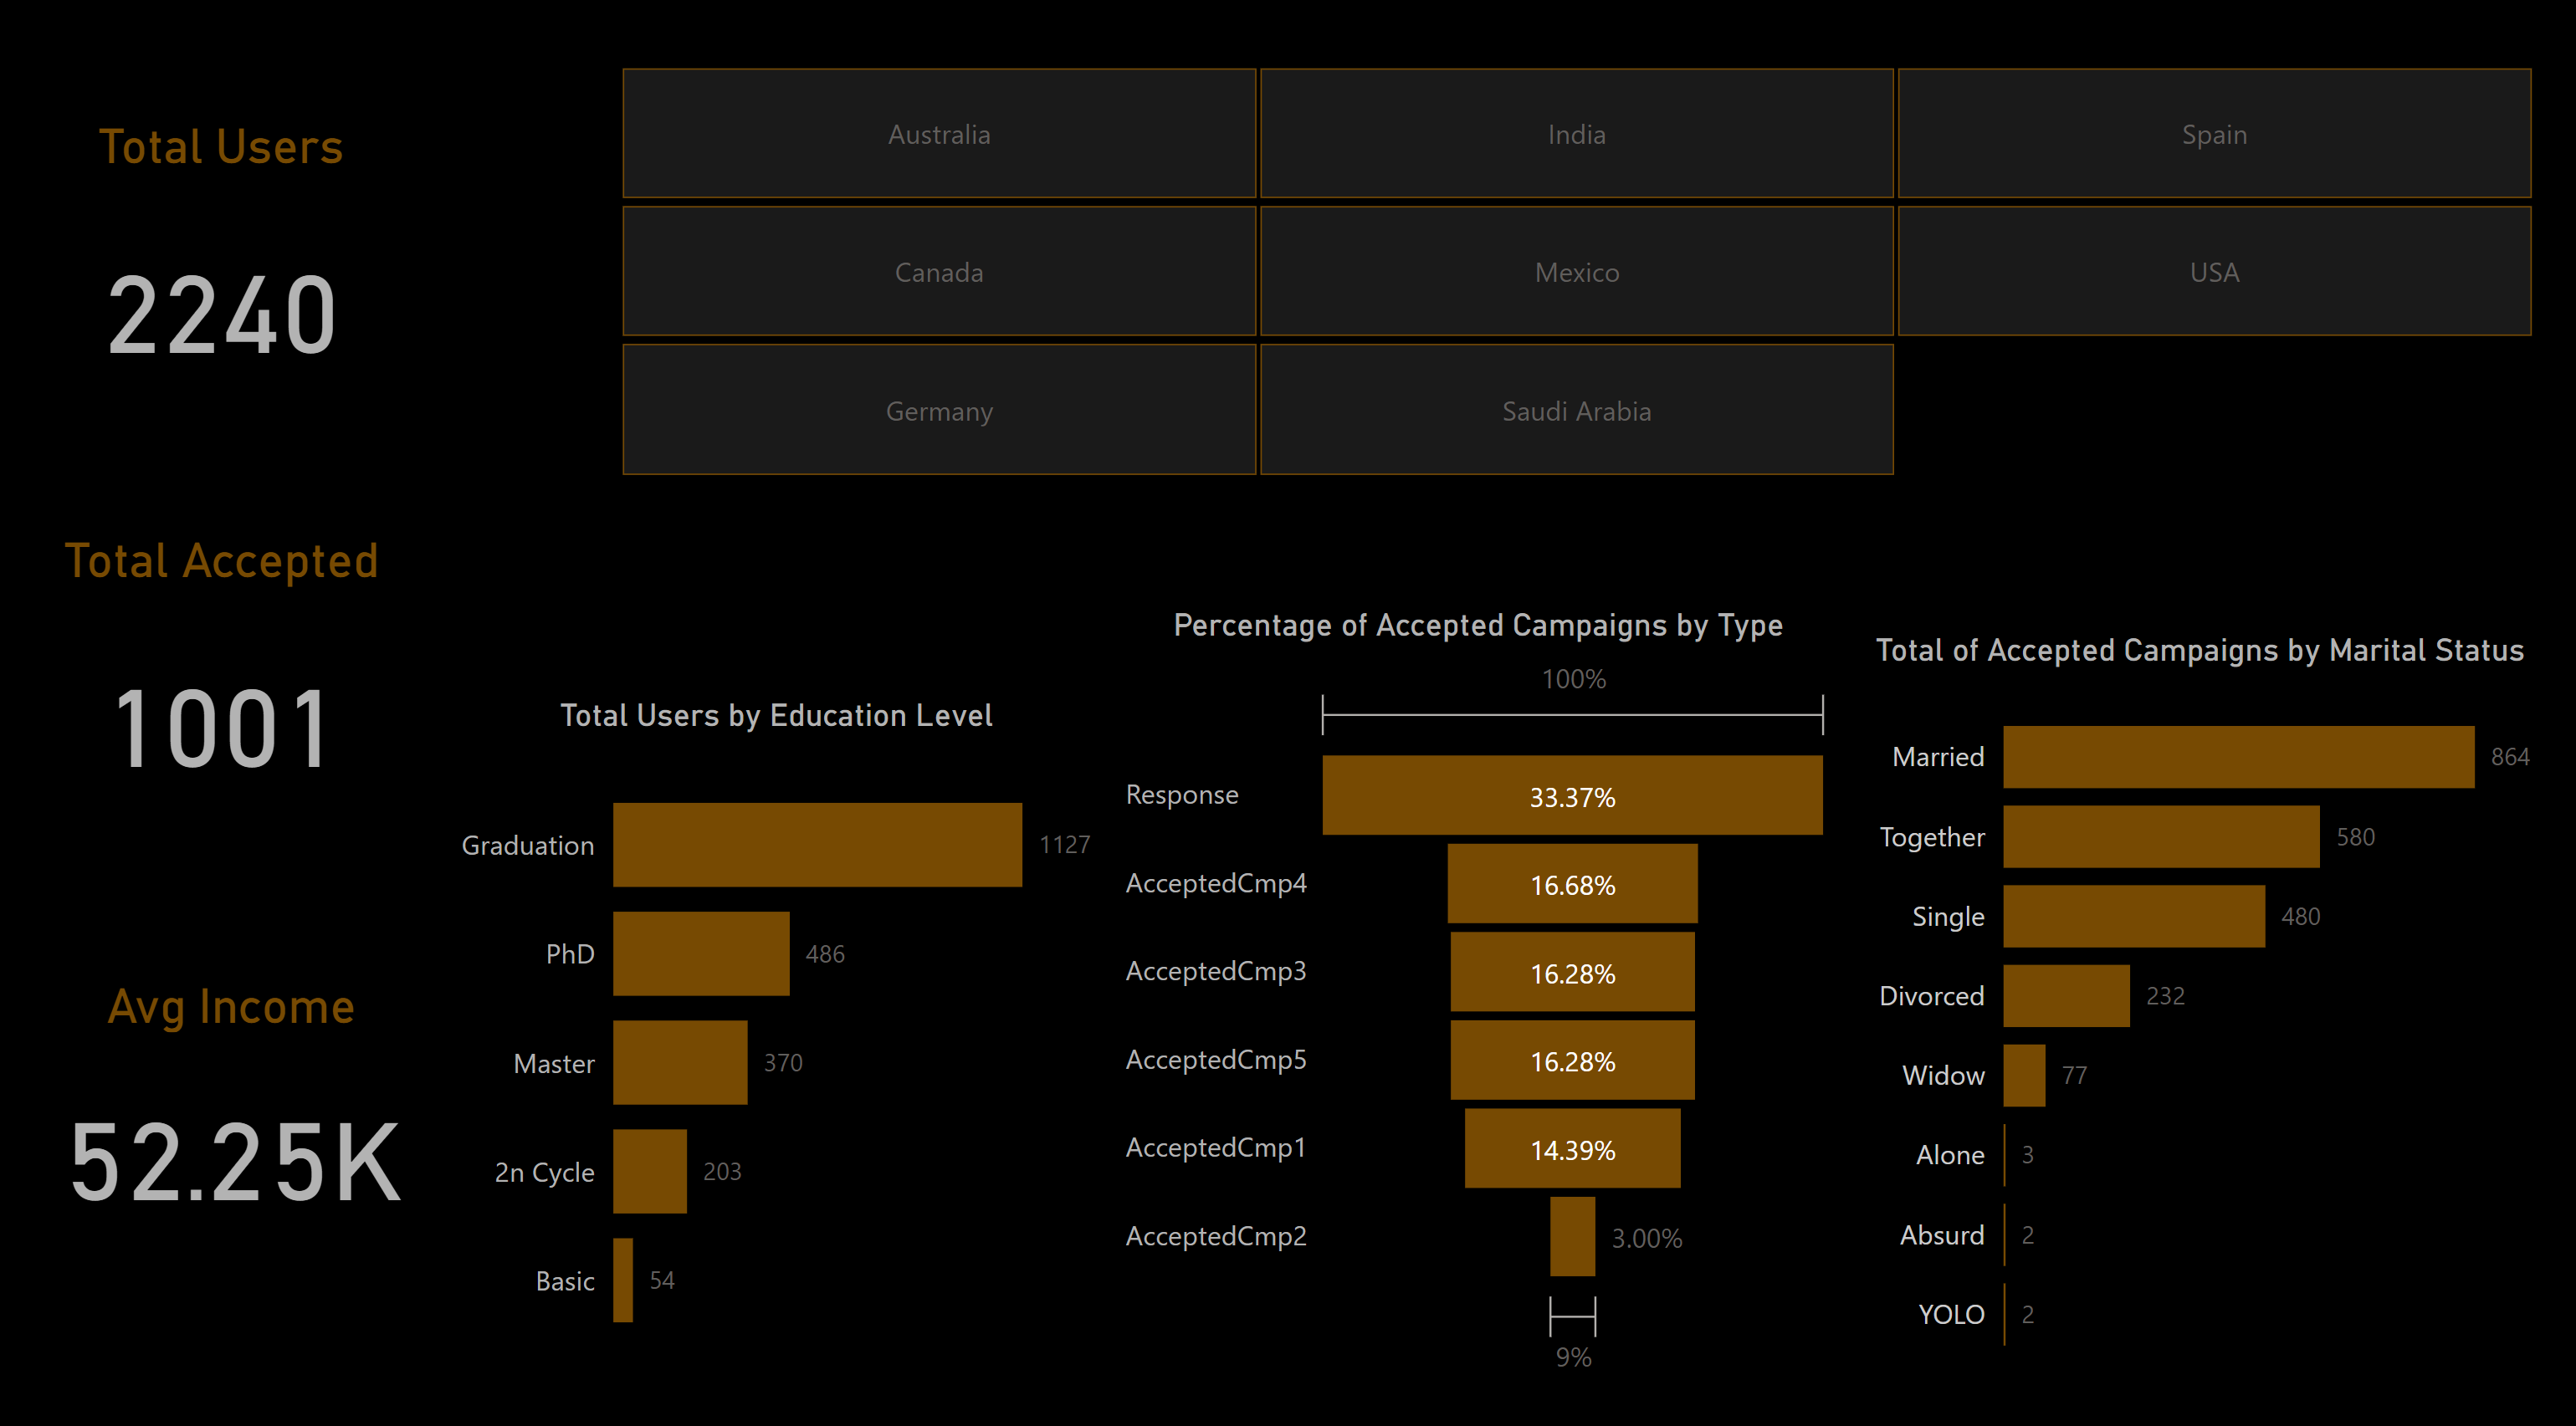 Total Users
2240
Total Accepted
1001
Avg Income
52.25K
Australia
India
Spain
Canada
Mexico
USA
Germany
Saudi Arabia
Total Users by Education Level
Graduation 1127
PhD 486
Master 370
2n Cycle 203
Basic 54
Percentage of Accepted Campaigns by Type
100%
Response 33.37%
AcceptedCmp4 16.68%
AcceptedCmp3 16.28%
AcceptedCmp5 16.28%
AcceptedCmp1 14.39%
AcceptedCmp2 3.00%
9%
Total of Accepted Campaigns by Marital Status
Married 864
Together 580
Single 480
Divorced 232
Widow 77
Alone 3
Absurd 2
YOLO 2